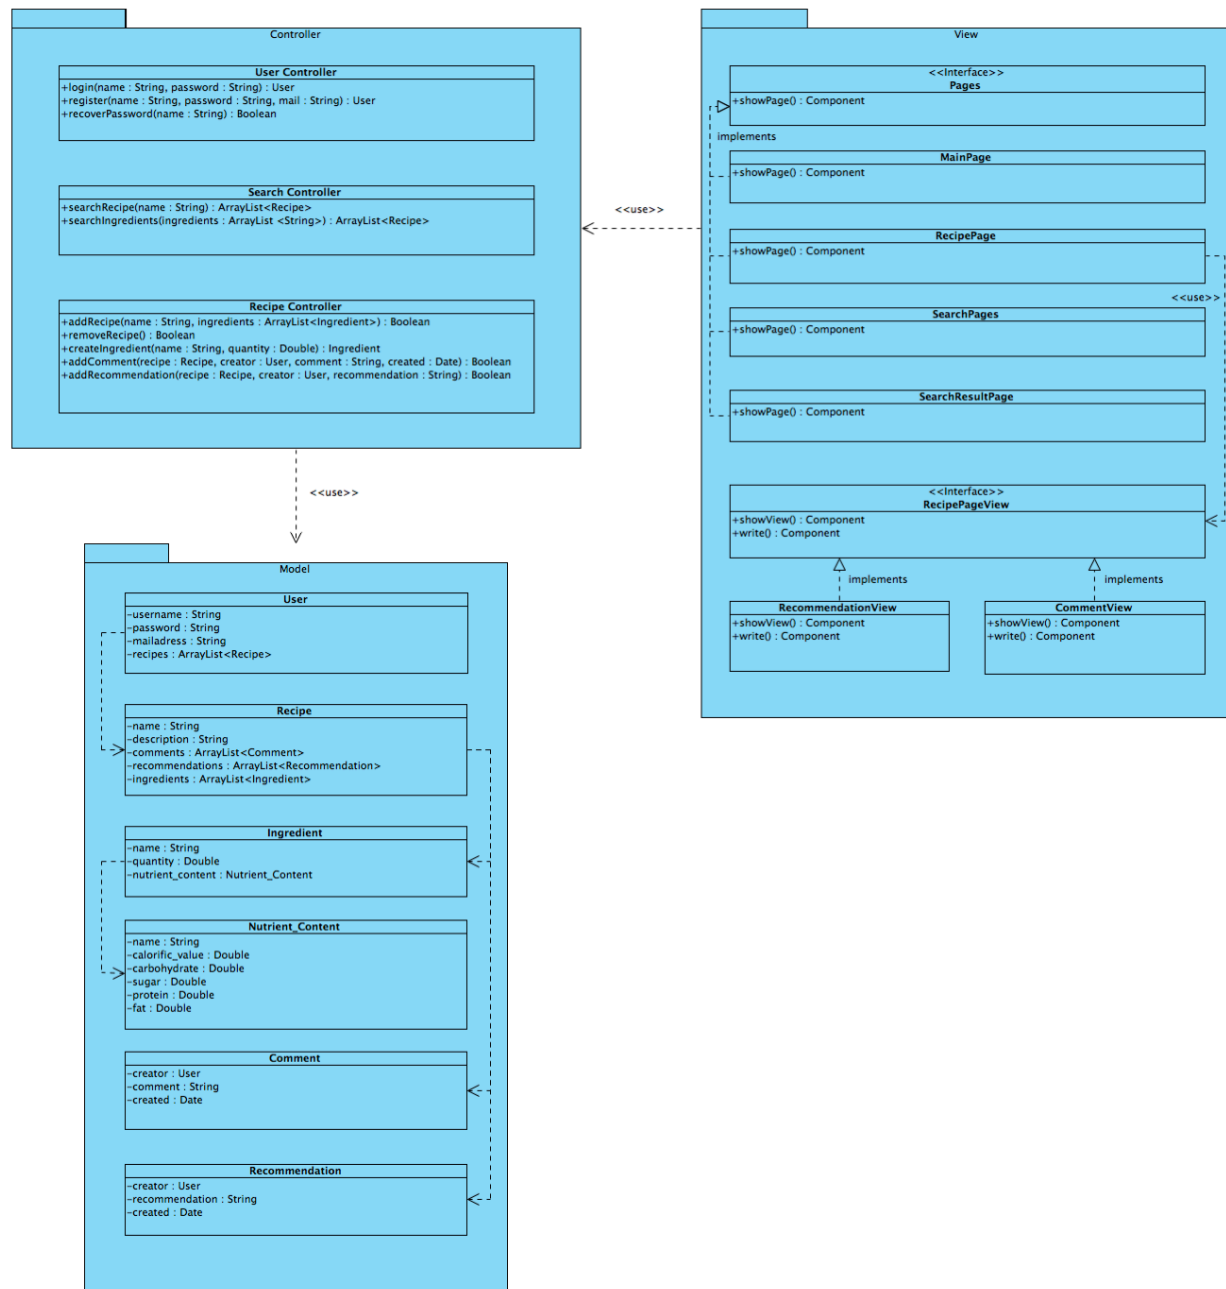 Controller
User Controller
+login(name : String, password : String) : User
+register(name : String, password : String, mail : String) : User
+recoverPassword(name : String) : Boolean
Search Controller
+searchRecipe(name : String) : ArrayList<Recipe>
+searchIngredients(ingredients : ArrayList <String>) : ArrayList<Recipe>
Recipe Controller
+addRecipe(name : String, ingredients : ArrayList<Ingredient>) : Boolean
+removeRecipe() : Boolean
+createIngredient(name : String, quantity : Double) : Ingredient
+addComment(recipe : Recipe, creator : User, comment : String, created : Date) : Boolean
+addRecommendation(recipe : Recipe, creator : User, recommendation : String) : Boolean
<<use>>
View
<<Interface>>
Pages
+showPage() : Component
implements
MainPage
+showPage() : Component
RecipePage
+showPage() : Component
<<use>>
SearchPages
+showPage() : Component
SearchResultPage
+showPage() : Component
<<Interface>>
RecipePageView
+showView() : Component
+write() : Component
implements
implements
RecommendationView
+showView() : Component
+write() : Component
CommentView
+showView() : Component
+write() : Component
<<use>>
Model
User
-username : String
-password : String
-mailadress : String
-recipes : ArrayList<Recipe>
Recipe
-name : String
-description : String
-comments : ArrayList<Comment>
-recommendations : ArrayList<Recommendation>
-ingredients : ArrayList<Ingredient>
Ingredient
-name : String
-quantity : Double
-nutrient_content : Nutrient_Content
Nutrient_Content
-name : String
-calorific_value : Double
-carbohydrate : Double
-sugar : Double
-protein : Double
-fat : Double
Comment
-creator : User
-comment : String
-created : Date
Recommendation
-creator : User
-recommendation : String
-created : Date